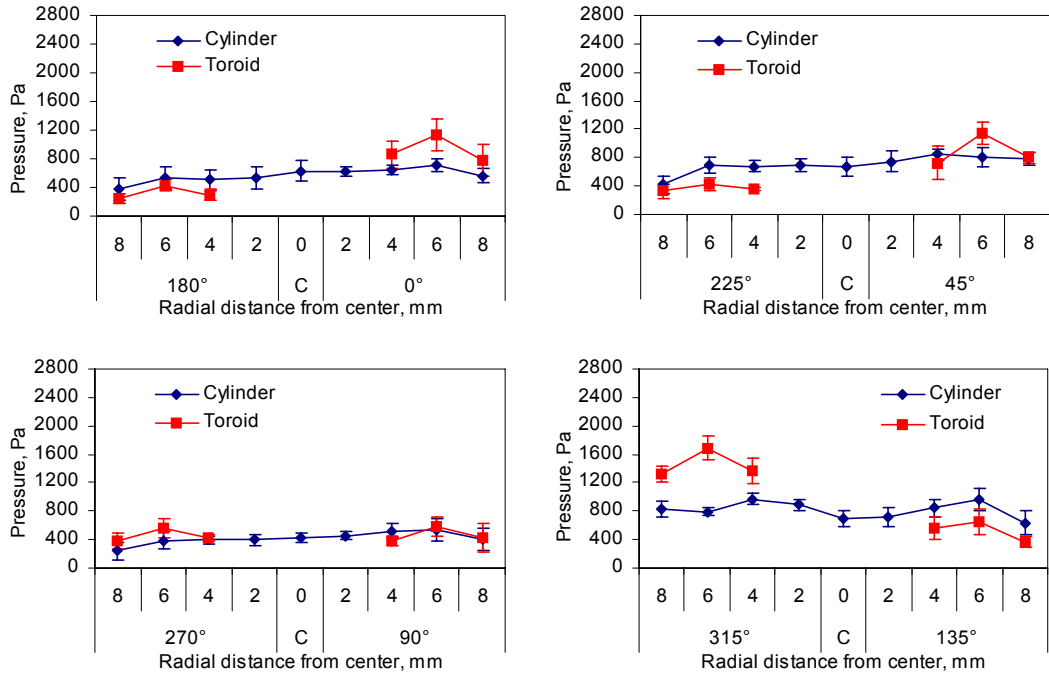 2800
2400
2000
1600
1200
800
400
0
Pressure, Pa
Cylinder
Toroid
8 6 4 2 0 2 4 6 8
180° C 0°
Radial distance from center, mm
2800
2400
2000
1600
1200
800
400
0
Pressure, Pa
Cylinder
Toroid
8 6 4 2 0 2 4 6 8
225° C 45°
Radial distance from center, mm
2800
2400
2000
1600
1200
800
400
0
Pressure, Pa
Cylinder
Toroid
8 6 4 2 0 2 4 6 8
270° C 90°
Radial distance from center, mm
2800
2400
2000
1600
1200
800
400
0
Pressure, Pa
Cylinder
Toroid
8 6 4 2 0 2 4 6 8
315° C 135°
Radial distance from center, mm